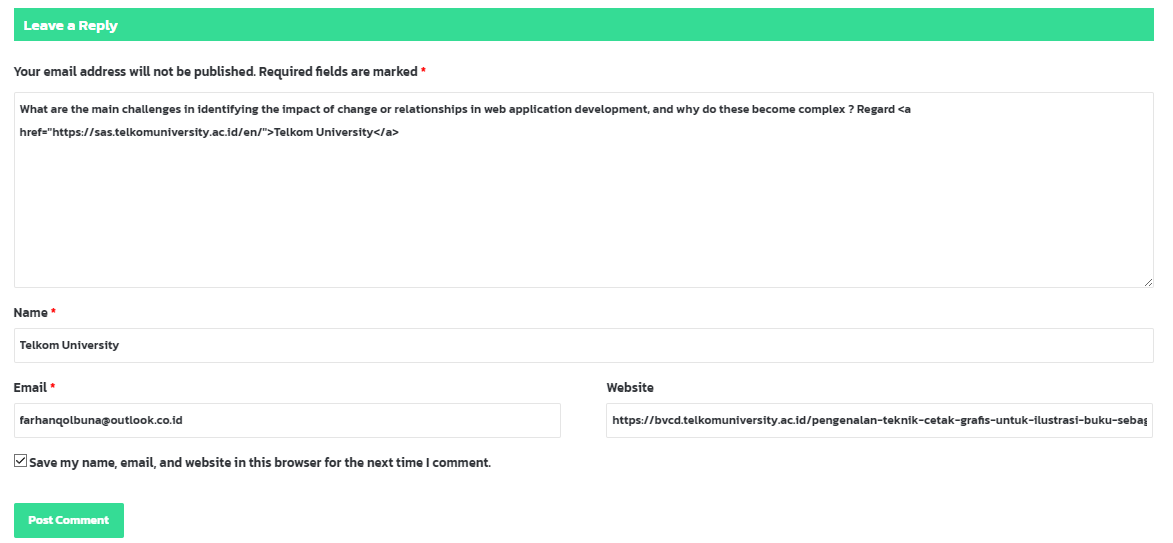 Leave a Reply
Your email address will not be published. Required fields are marked *
What are the main challenges in identifying the impact of change or relationships in web application development, and why do these become complex ? Regard <a
href="https://sas.telkomuniversity.ac.id/en/">Telkom University</a>
Name *
Telkom University
Email *
Website
farhanqolbuna@outlook.co.id
https://bvcd.telkomuniversity.ac.id/pengenalan-teknik-cetak-grafis-untuk-ilustrasi-buku-sebag
Save my name, email, and website in this browser for the next time I comment.
Post Comment